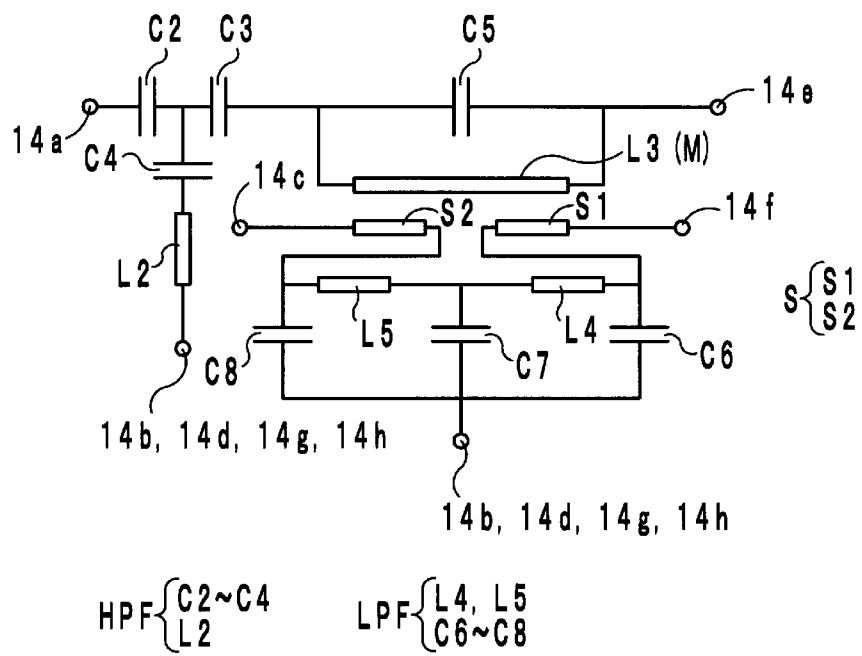 C2 C3 C5
14a 14e
C4 L3 (M)
14c S2 S1 14f
L2
S { S1
S2
L5 L4
C8 C7 C6
14b, 14d, 14g, 14h
14b, 14d, 14g, 14h
HPF { C2~C4
L2
LPF { L4, L5
C6~C8